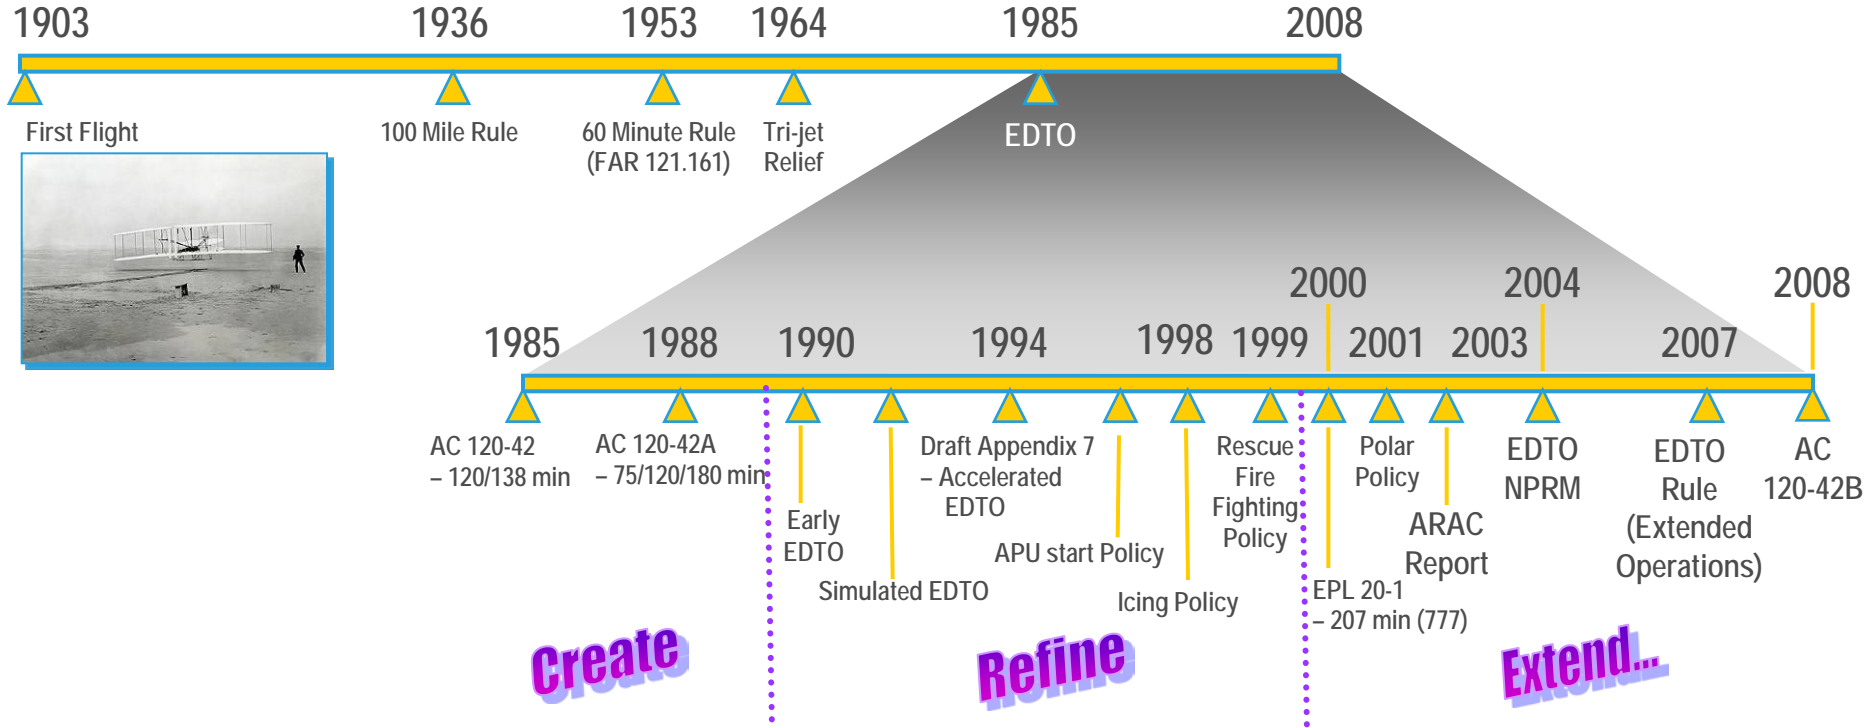 1903
1936
1953
1964
1985
2008
First Flight
100 Mile Rule
60 Minute Rule
(FAR 121.161)
Tri-jet
Relief
EDTO
1985
1988
1990
1994
1998
1999
2000
2001
2003
2004
2007
2008
AC 120-42
– 120/138 min
AC 120-42A
– 75/120/180 min
Early
EDTO
Simulated EDTO
Draft Appendix 7
– Accelerated
EDTO
APU start Policy
Icing Policy
Rescue
Fire
Fighting
Policy
EPL 20-1
– 207 min (777)
Polar
Policy
ARAC
Report
EDTO
NPRM
EDTO
Rule
(Extended
Operations)
AC
120-42B
Create
Refine
Extend...